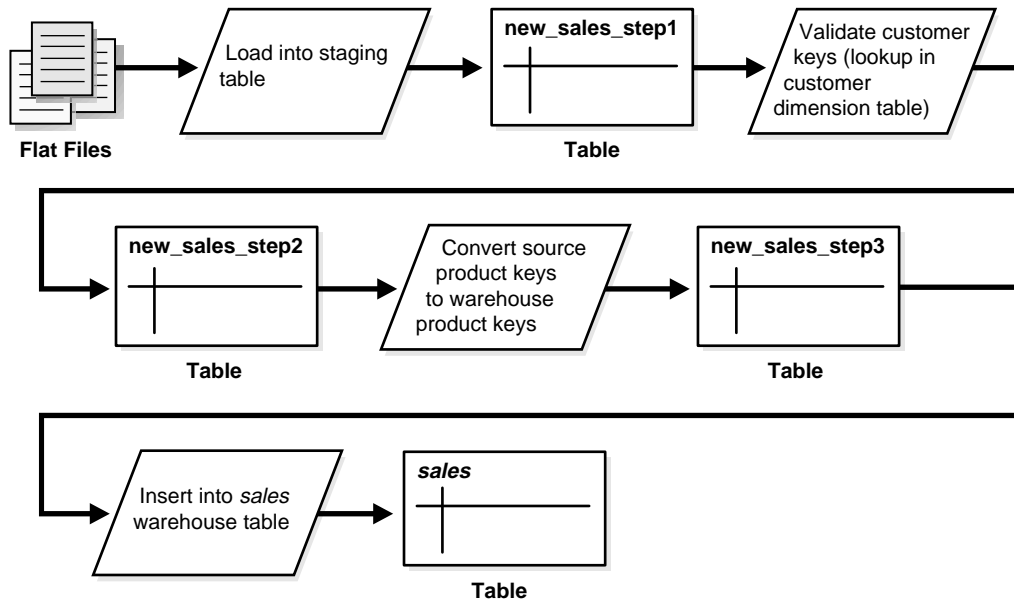 Flat Files
Load into staging
table
new_sales_step1
Table
Validate customer
keys (lookup in
customer
dimension table)
new_sales_step2
Table
Convert source
product keys
to warehouse
product keys
new_sales_step3
Table
Insert into sales
warehouse table
sales
Table